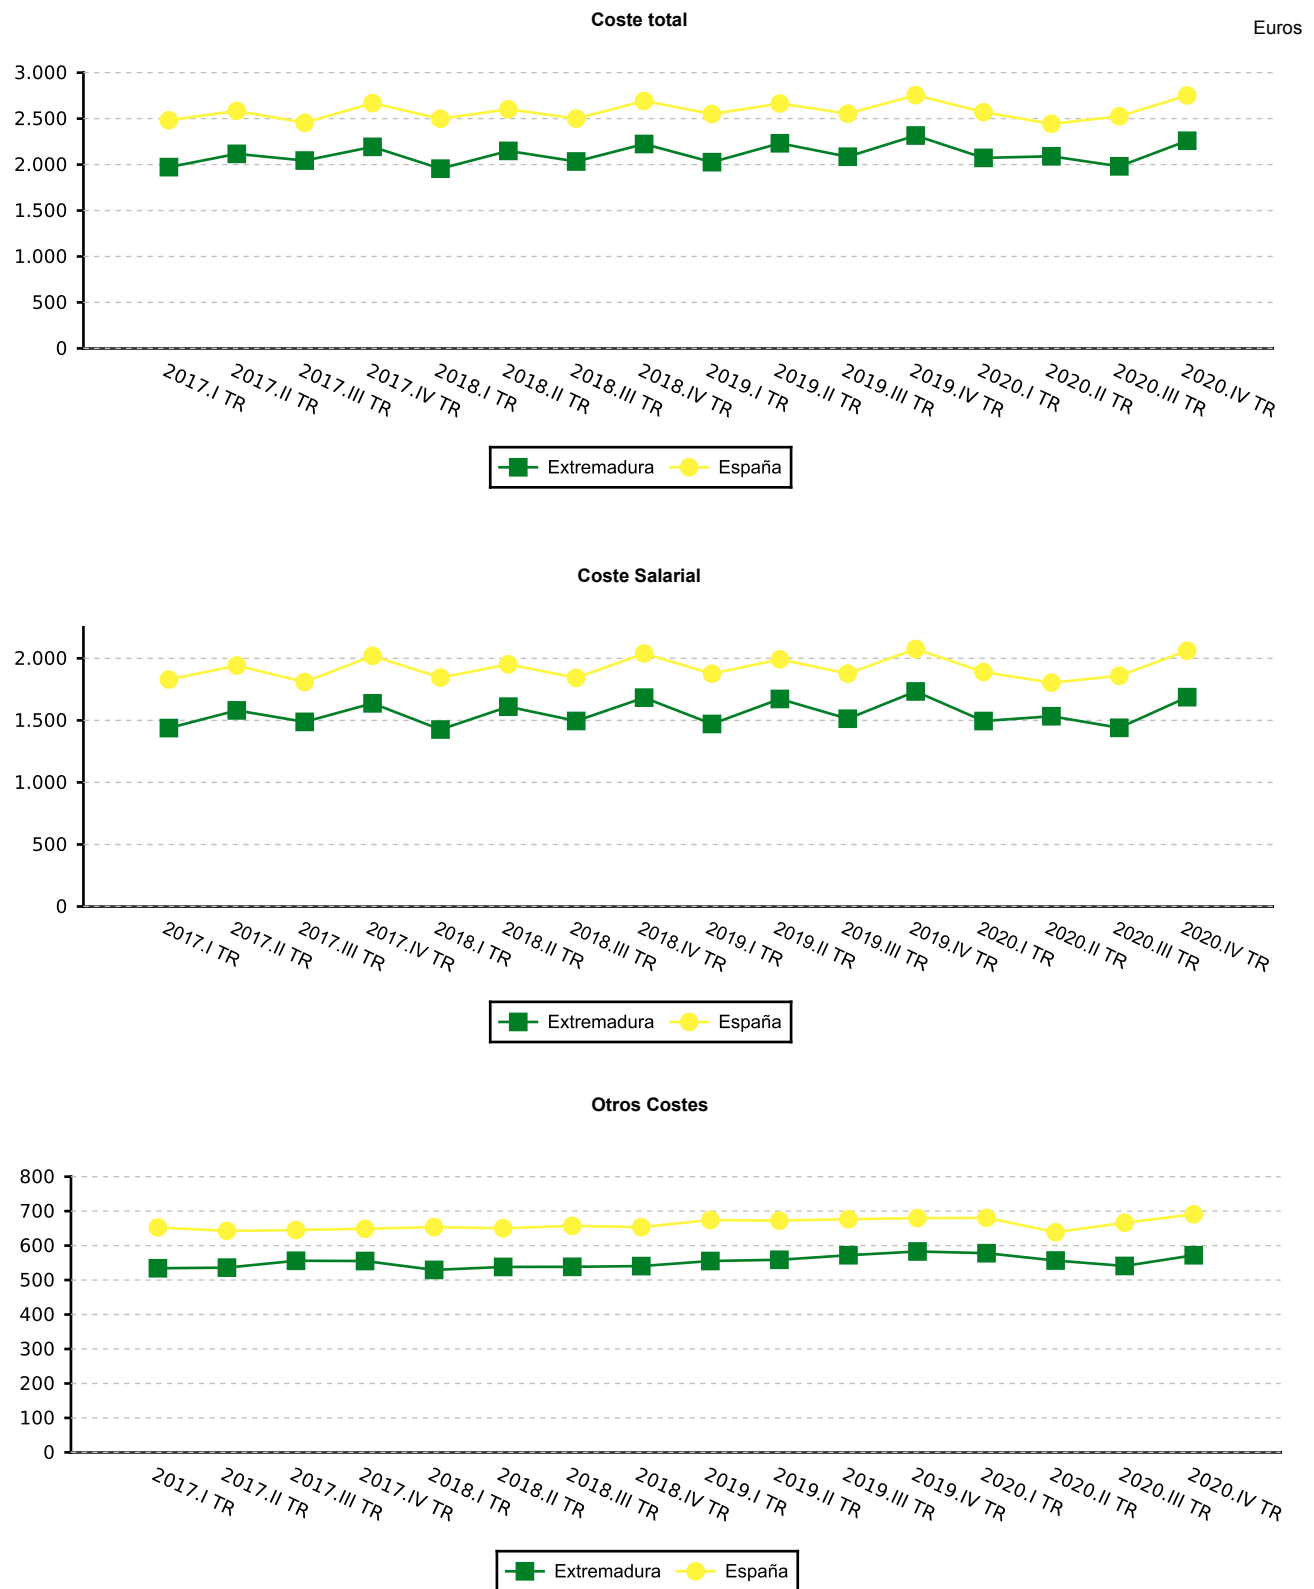 Coste total
Euros
3.000
2.500
2.000
1.500
1.000
500
0
2017.I TR
2017.II TR
2017.III TR
2017.IV TR
2018.I TR
2018.II TR
2018.III TR
2018.IV TR
2019.I TR
2019.II TR
2019.III TR
2019.IV TR
2020.I TR
2020.II TR
2020.III TR
2020.IV TR
Extremadura España
Coste Salarial
2.000
1.500
1.000
500
0
2017.I TR
2017.II TR
2017.III TR
2017.IV TR
2018.I TR
2018.II TR
2018.III TR
2018.IV TR
2019.I TR
2019.II TR
2019.III TR
2019.IV TR
2020.I TR
2020.II TR
2020.III TR
2020.IV TR
Extremadura España
Otros Costes
800
700
600
500
400
300
200
100
0
2017.I TR
2017.II TR
2017.III TR
2017.IV TR
2018.I TR
2018.II TR
2018.III TR
2018.IV TR
2019.I TR
2019.II TR
2019.III TR
2019.IV TR
2020.I TR
2020.II TR
2020.III TR
2020.IV TR
Extremadura España